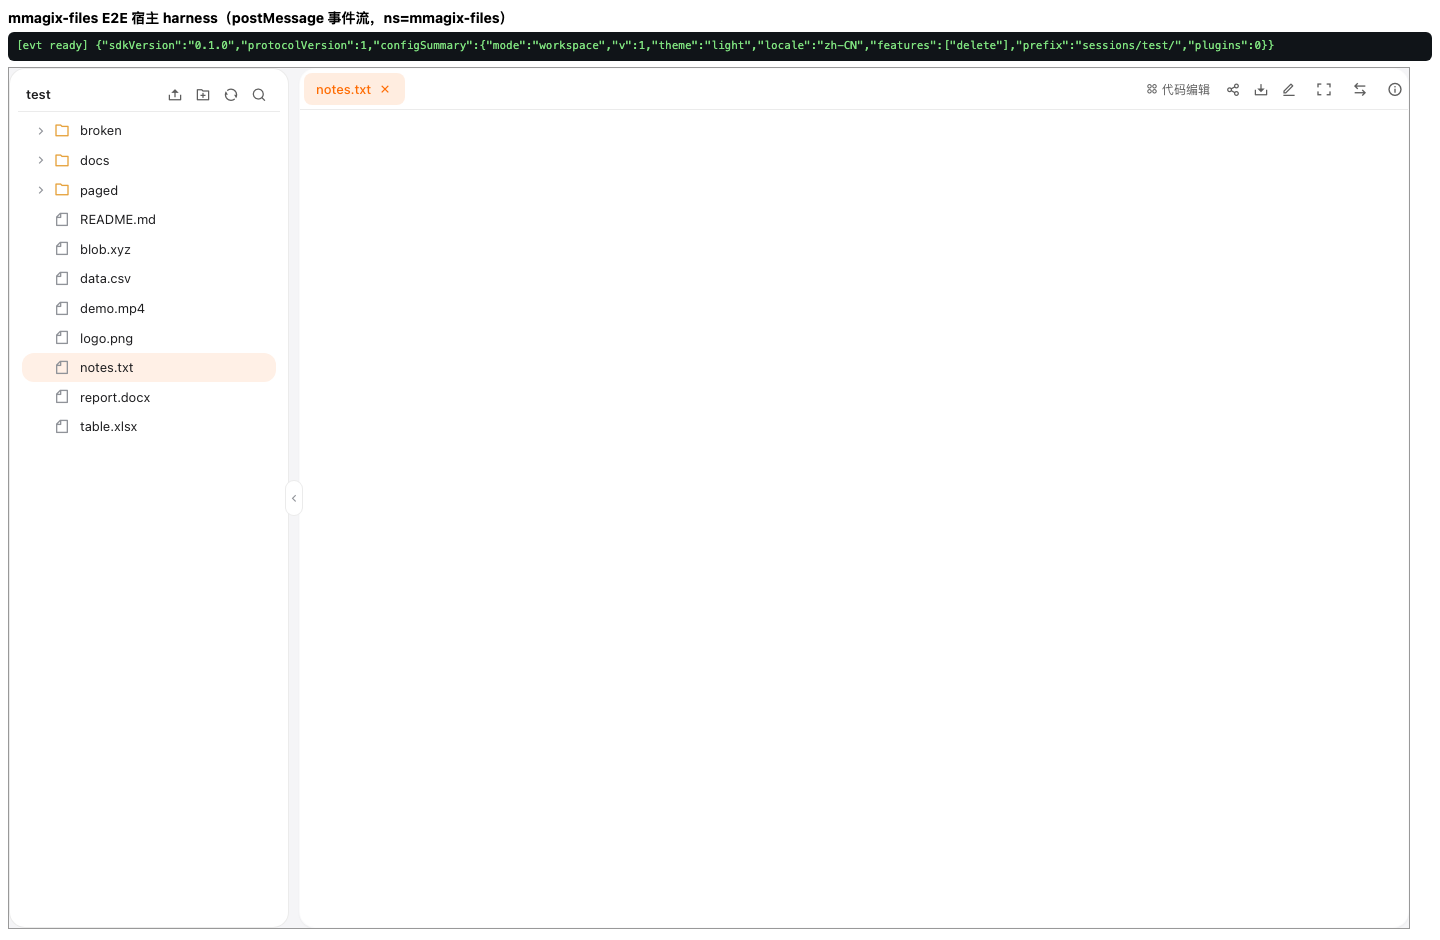 mmagix-files E2E 宿主 harness（postMessage 事件流，ns=mmagix-files）
[evt ready] {"sdkVersion":"0.1.0","protocolVersion":1,"configSummary":{"mode":"workspace","v":1,"theme":"light","locale":"zh-CN","features":["delete"],"prefix":"sessions/test/","plugins":0}}
test
notes.txt
代码编辑
broken
docs
paged
README.md
blob.xyz
data.csv
demo.mp4
logo.png
notes.txt
report.docx
table.xlsx